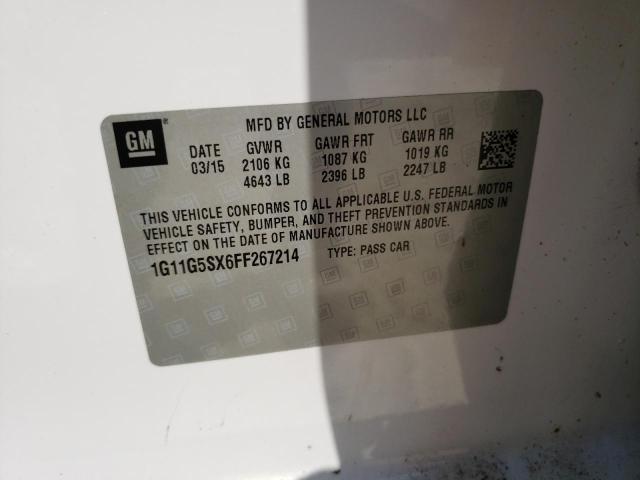 GM
MFD BY GENERAL MOTORS LLC
DATE GVWR GAWR FRT GAWR RR
03/15 2106 KG 1087 KG 1019 KG
4643 LB 2396 LB 2247 LB
THIS VEHICLE CONFORMS TO ALL APPLICABLE U.S. FEDERAL MOTOR
VEHICLE SAFETY, BUMPER, AND THEFT PREVENTION STANDARDS IN
EFFECT ON THE DATE OF MANUFACTURE SHOWN ABOVE.
1G11G5SX6FF267214 TYPE: PASS CAR